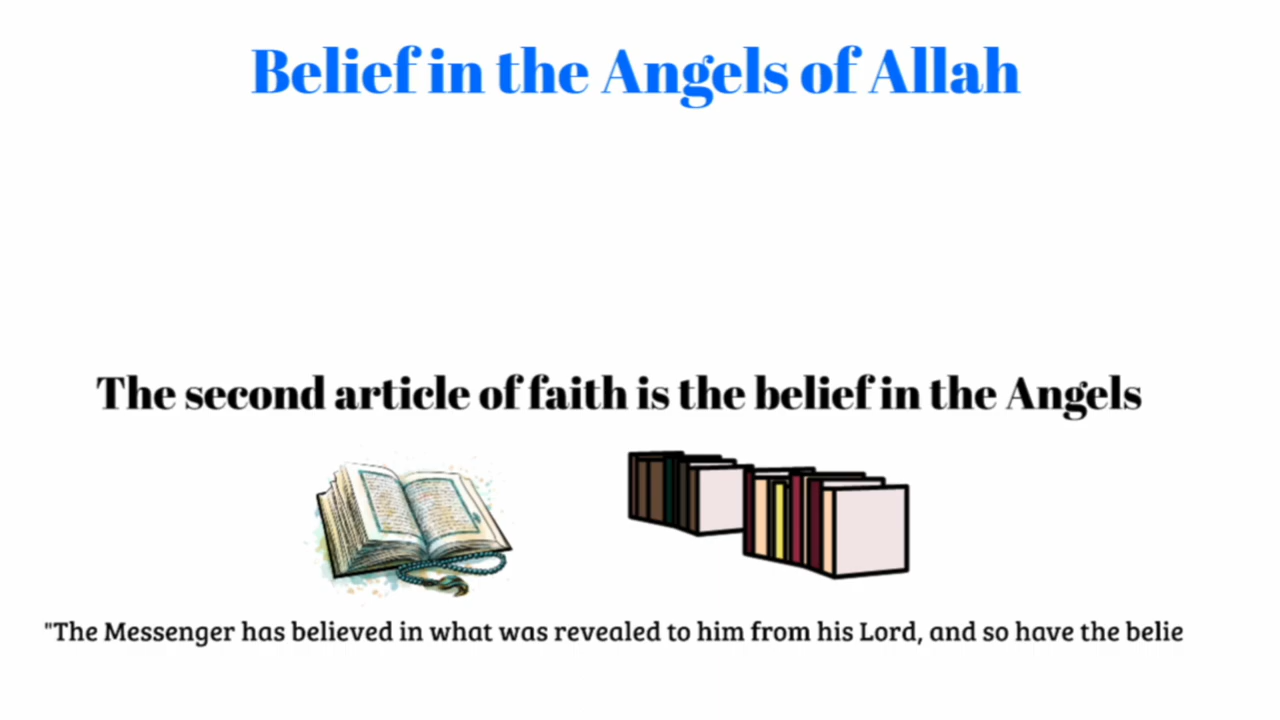 Belief in the Angels of Allah
The second article of faith is the belief in the Angels
"The Messenger has believed in what was revealed to him from his Lord, and so have the belie